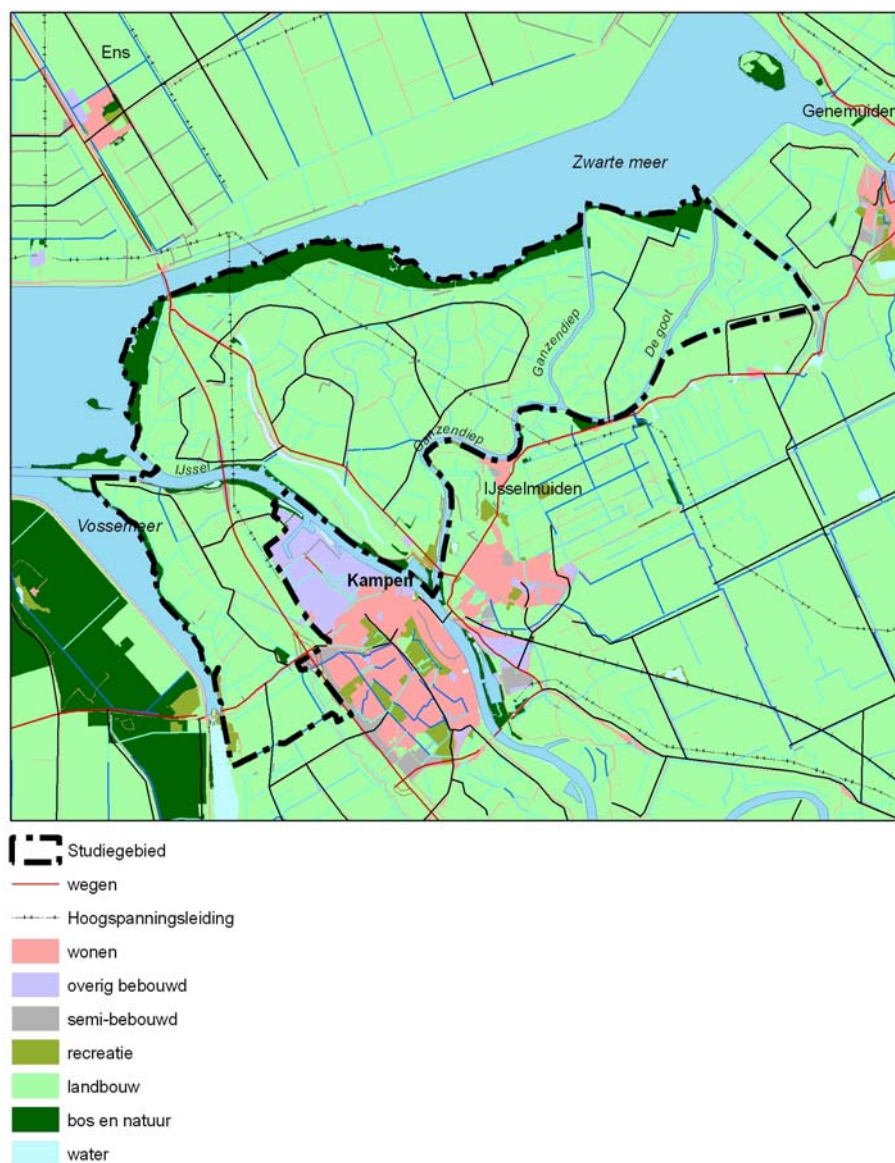 Ens
Genemuiden
Zwarte meer
Ganzendiep
De goot
Ganzendiep
IJssel
IJsselmuiden
Vossemeer
Kampen
Studiegebied
wegen
Hoogspanningsleiding
wonen
overig bebouwd
semi-bebouwd
recreatie
landbouw
bos en natuur
water